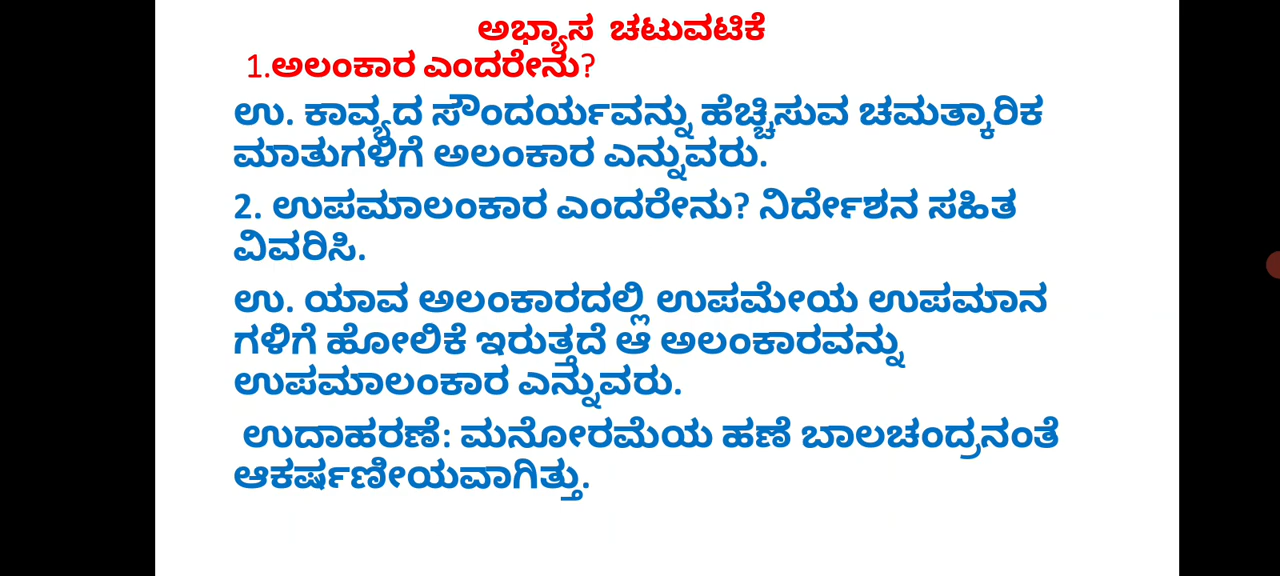 ಅಭ್ಯಾಸ ಚಟುವಟಿಕೆ
1.ಅಲಂಕಾರ ಎಂದರೇನು?
ಉ. ಕಾವ್ಯದ ಸೌಂದರ್ಯವನ್ನು ಹೆಚ್ಚಿಸುವ ಚಮತ್ಕಾರಿಕ
ಮಾತುಗಳಿಗೆ ಅಲಂಕಾರ ಎನ್ನುವರು.
2. ಉಪಮಾಲಂಕಾರ ಎಂದರೇನು? ನಿರ್ದೇಶನ ಸಹಿತ
ವಿವರಿಸಿ.
ಉ. ಯಾವ ಅಲಂಕಾರದಲ್ಲಿ ಉಪಮೇಯ ಉಪಮಾನ
ಗಳಿಗೆ ಹೋಲಿಕೆ ಇರುತ್ತದೆ ಆ ಅಲಂಕಾರವನ್ನು
ಉಪಮಾಲಂಕಾರ ಎನ್ನುವರು.
ಉದಾಹರಣೆ: ಮನೋರಮೆಯ ಹಣೆ ಬಾಲಚಂದ್ರನಂತೆ
ಆಕರ್ಷಣೀಯವಾಗಿತ್ತು.